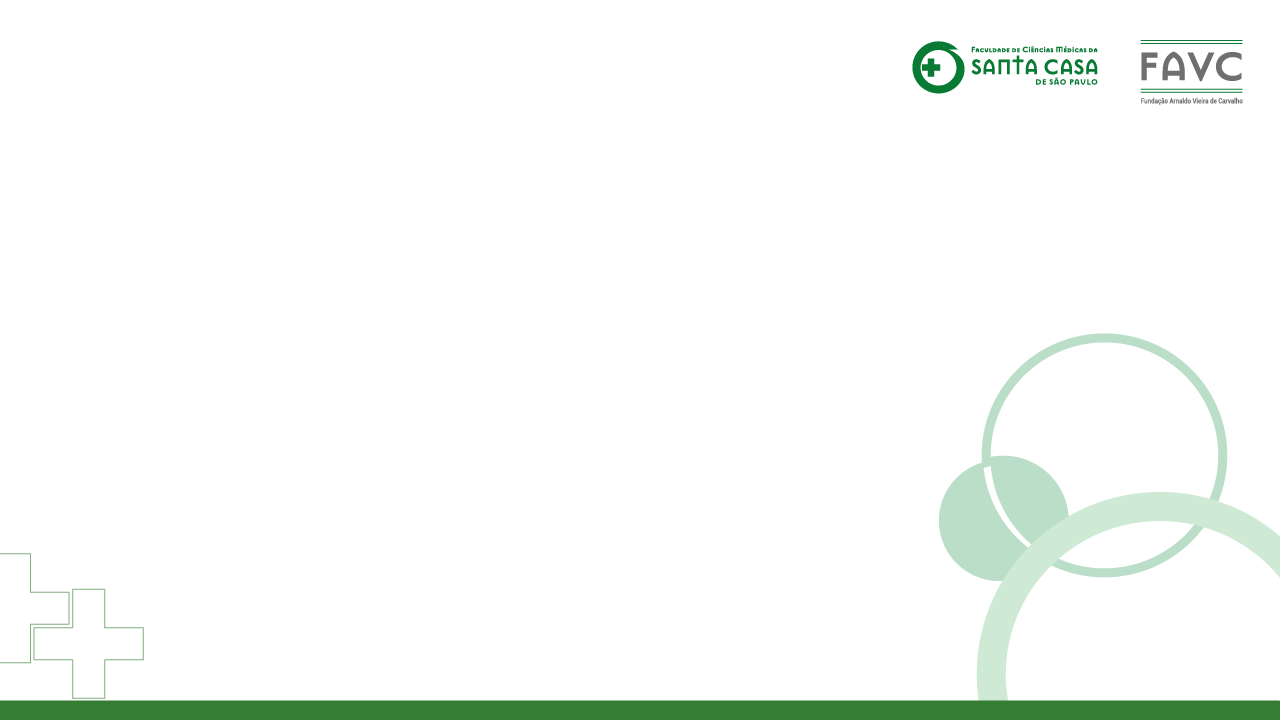 Faculdade de Ciências Médicas da
SANTA CASA
DE SÃO PAULO
FAVC
Fundação Arnaldo Vieira de Carvalho